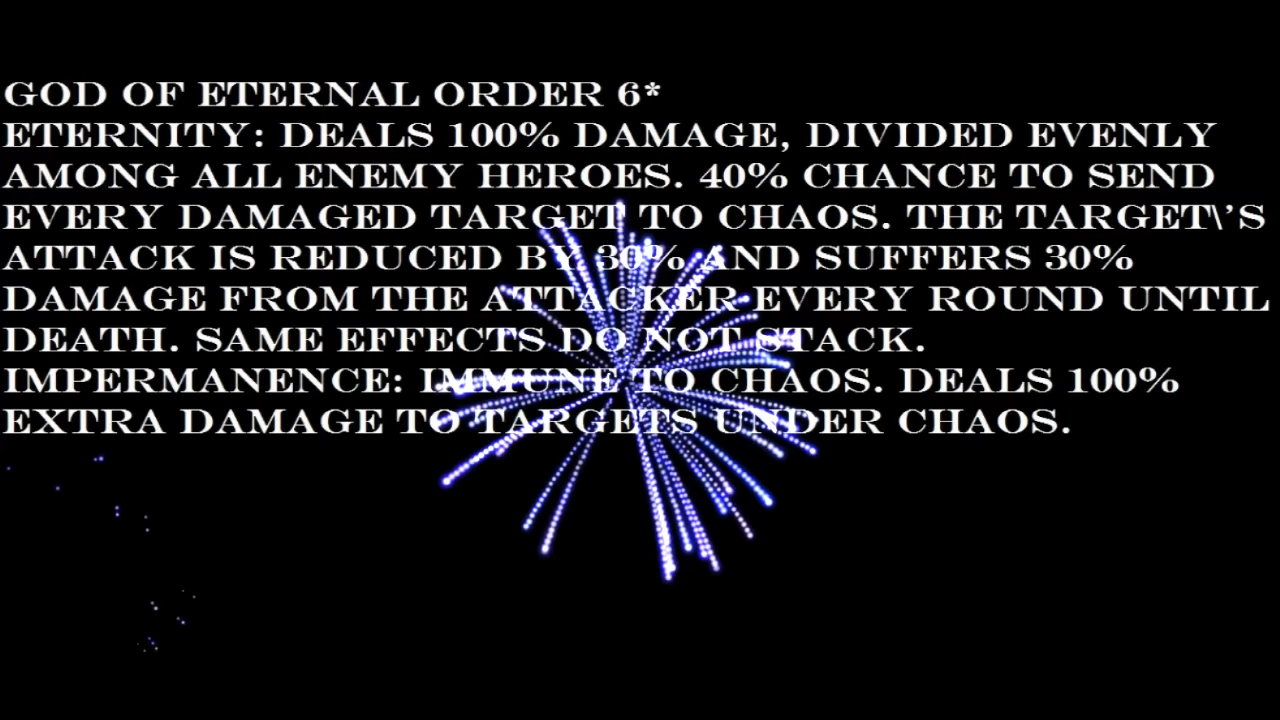 GOD OF ETERNAL ORDER 6*
ETERNITY: DEALS 100% DAMAGE, DIVIDED EVENLY
AMONG ALL ENEMY HEROES. 40% CHANCE TO SEND
EVERY DAMAGED TARGET TO CHAOS. THE TARGET\'S
ATTACK IS REDUCED BY 30% AND SUFFERS 30%
DAMAGE FROM THE ATTACKER EVERY ROUND UNTIL
DEATH. SAME EFFECTS DO NOT STACK.
IMPERMANENCE: IMMUNE TO CHAOS. DEALS 100%
EXTRA DAMAGE TO TARGETS UNDER CHAOS.